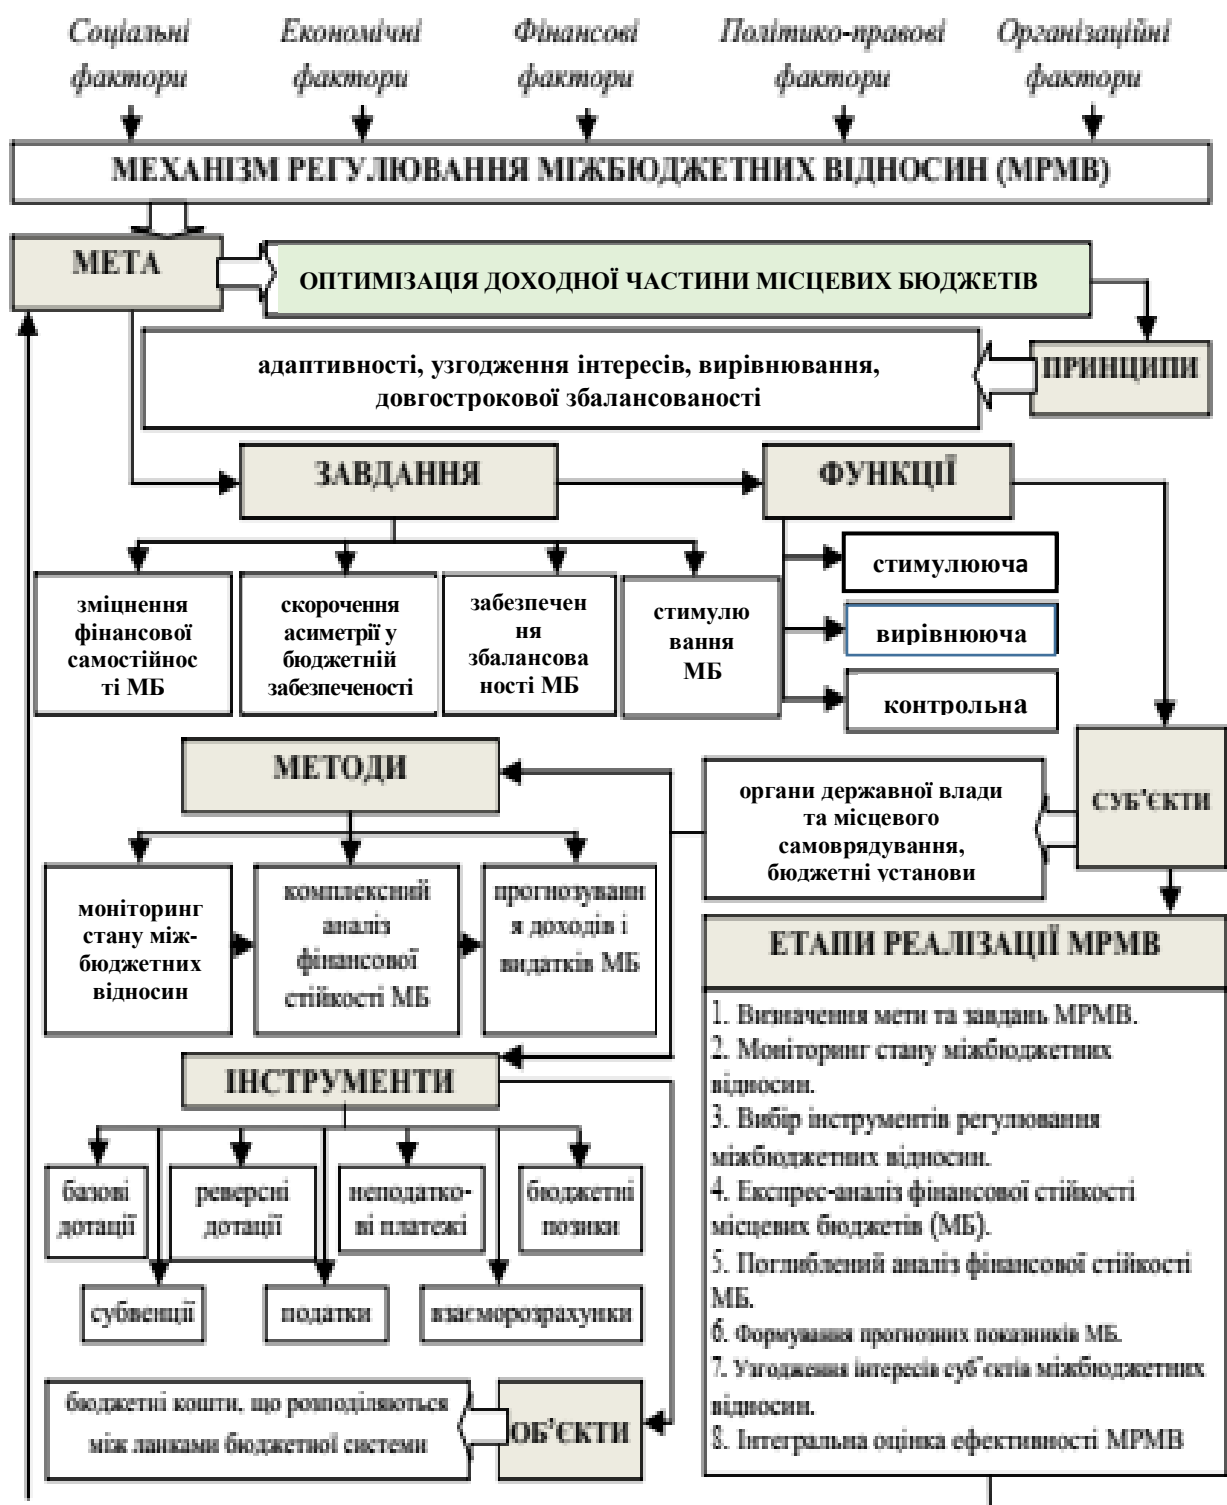 Соціальні
фактори
Економічні
фактори
Фінансові
фактори
Політико-правові
фактори
Організаційні
фактори
МЕХАНІЗМ РЕГУЛЮВАННЯ МІЖБЮДЖЕТНИХ ВІДНОСИН (МРМВ)
МЕТА
ОПТИМІЗАЦІЯ ДОХОДНОЇ ЧАСТИНИ МІСЦЕВИХ БЮДЖЕТІВ
адаптивності, узгодження інтересів, вирівнювання,
довгострокової збалансованості
ПРИНЦИПИ
ЗАВДАННЯ
ФУНКЦІЇ
зміцнення
фінансової
самостійнос
ті МБ
скорочення
асиметрії у
бюджетній
забезпеченості
забезпечен
ня
збалансова
ності МБ
стимулю
вання
МБ
стимулююча
вирівнююча
контрольна
МЕТОДИ
органи державної влади
та місцевого
самоврядування,
бюджетні установи
СУБ'ЄКТИ
моніторинг
стану між-
бюджетних
відносин
комплексний
аналіз
фінансової
стійкості МБ
прогнозуванн
я доходів і
видатків МБ
ЕТАПИ РЕАЛІЗАЦІЇ МРМВ
1. Визначення мети та завдань МРМВ.
2. Моніторинг стану міжбюджетних
відносин.
3. Вибір інструментів регулювання
міжбюджетних відносин.
4. Експрес-аналіз фінансової стійкості
місцевих бюджетів (МБ).
5. Поглиблений аналіз фінансової стійкості
МБ.
6. Формування прогнозних показників МБ.
7. Узгодження інтересів суб'єктів міжбюджетних
відносин.
8. Інтегральна оцінка ефективності МРМВ
ІНСТРУМЕНТИ
базові
дотації
реверсні
дотації
неподатко-
ві платежі
бюджетні
позики
субвенції
податки
взаєморозрахунки
бюджетні кошти, що розподіляються
між ланками бюджетної системи
ОБ'ЄКТИ